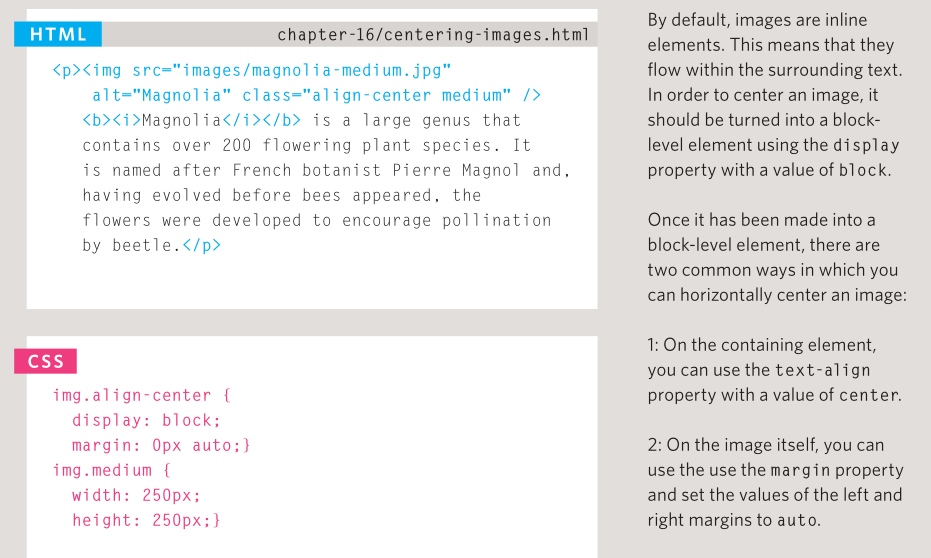 HTML
chapter-16/centering-images.html
<p><img src="images/magnolia-medium.jpg"
alt="Magnolia" class="align-center medium" />
<b><i>Magnolia</i></b> is a large genus that
contains over 200 flowering plant species. It
is named after French botanist Pierre Magnol and,
having evolved before bees appeared, the
flowers were developed to encourage pollination
by beetle.</p>
CSS
img.align-center {
display: block;
margin: 0px auto;}
img.medium {
width: 250px;
height: 250px;}
By default, images are inline
elements. This means that they
flow within the surrounding text.
In order to center an image, it
should be turned into a block-
level element using the display
property with a value of block.
Once it has been made into a
block-level element, there are
two common ways in which you
can horizontally center an image:
1: On the containing element,
you can use the text-align
property with a value of center.
2: On the image itself, you can
use the use the margin property
and set the values of the left and
right margins to auto.